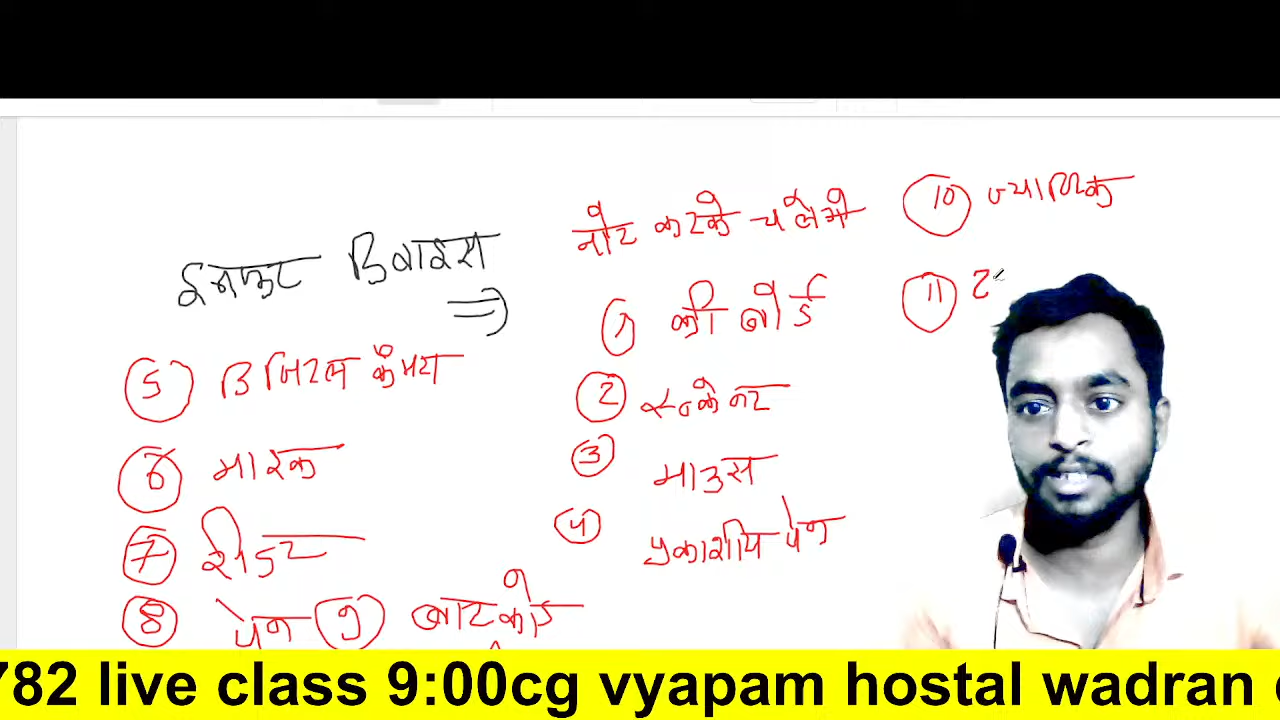 इनपुट डिवाइस
⇒
नोट करके चलेंगे
① की बोर्ड
② स्केनर
③ माउस
④ प्रकाशीय पेन
⑤ डिजिटल कैमरा
⑥ माइक
⑦ रीडर
⑧ पेन ⑨ बारकोड
⑩
⑪ ट
782 live class 9:00cg vyapam hostal wadran